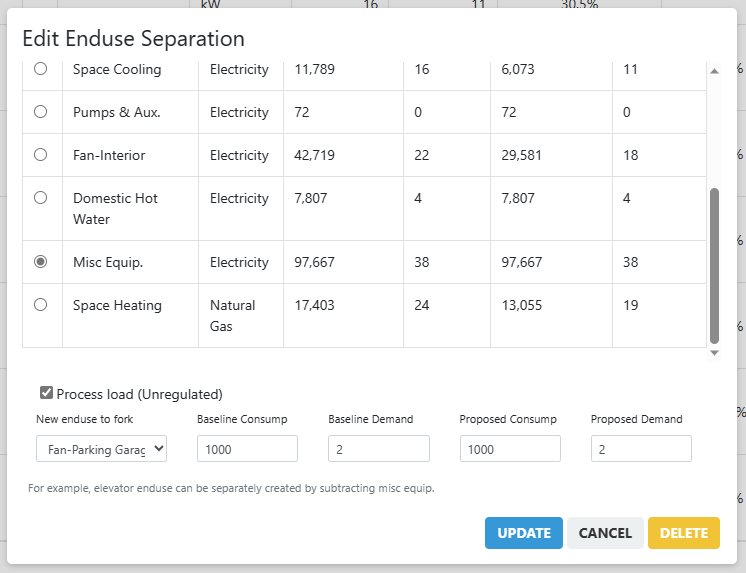 kW 16 11 30.5%
Edit Enduse Separation
Space Cooling Electricity 11,789 16 6,073 11
Pumps & Aux. Electricity 72 0 72 0
Fan-Interior Electricity 42,719 22 29,581 18
Domestic Hot Electricity 7,807 4 7,807 4
Water
Misc Equip. Electricity 97,667 38 97,667 38
Space Heating Natural 17,403 24 13,055 19
Gas
Process load (Unregulated)
New enduse to fork Baseline Consump Baseline Demand Proposed Consump Proposed Demand
Fan-Parking Garag 1000 2 1000 2
For example, elevator enduse can be separately created by subtracting misc equip.
UPDATE CANCEL DELETE